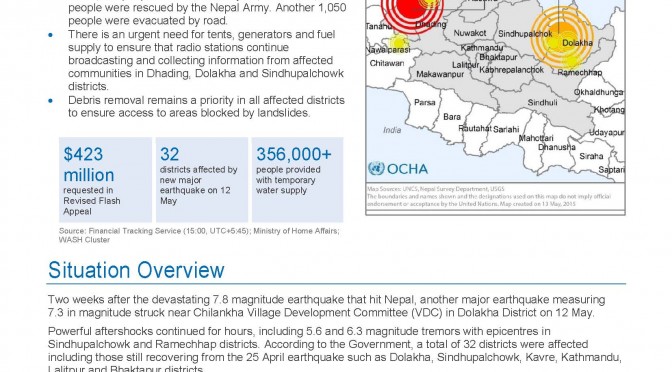 people were rescued by the Nepal Army. Another 1,050
people were evacuated by road.
• There is an urgent need for tents, generators and fuel
supply to ensure that radio stations continue
broadcasting and collecting information from affected
communities in Dhading, Dolakha and Sindhupalchowk
districts.
• Debris removal remains a priority in all affected districts
to ensure access to areas blocked by landslides.
$423
million
requested in
Revised Flash
Appeal
32
districts affected by
new major
earthquake on 12
May
356,000+
people provided
with temporary
water supply
Source: Financial Tracking Service (15:00, UTC+5:45); Ministry of Home Affairs;
WASH Cluster
Tanahu
Nawalparasi
Chitawan
Nuwakot
Sindhupalchok
Dolakha
Kathmandu
Bhaktapur
Lalitpur
Kabhrepalanchok
Ramechhap
Makawanpur
Okhaldhunga
Sindhuli
Khotang
Parsa
Bara
Rautahat
Sarlahi
Mahottari
Dhanusha
Siraha
Udayapur
Saptari
India
OCHA
Map Sources: UNCS, Nepal Survey Department, USGS
The boundaries and names shown and the designations used on this map do not imply official
endorsement or acceptance by the United Nations. Map created on 13 May, 2015
Situation Overview
Two weeks after the devastating 7.8 magnitude earthquake that hit Nepal, another major earthquake measuring
7.3 in magnitude struck near Chilankha Village Development Committee (VDC) in Dolakha District on 12 May.
Powerful aftershocks continued for hours, including 5.6 and 6.3 magnitude tremors with epicentres in
Sindhupalchowk and Ramechhap districts. According to the Government, a total of 32 districts were affected
including those still recovering from the 25 April earthquake such as Dolakha, Sindhupalchowk, Kavre, Kathmandu,
Lalitpur and Bhaktapur districts.